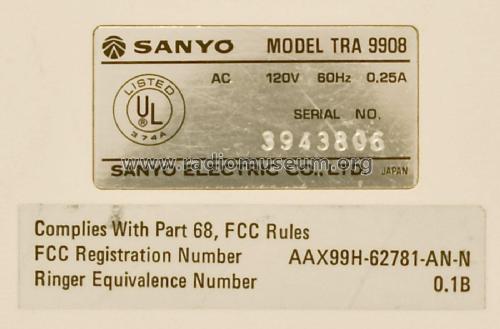 SANYO MODEL TRA 9908
AC 120V 60Hz 0.25A
LISTED
UL
374A
SERIAL NO.
3943806
www.radiomuseum.org
SANYO ELECTRIC CO., LTD. JAPAN
Complies With Part 68, FCC Rules
FCC Registration Number AAX99H-62781-AN-N
Ringer Equivalence Number 0.1B